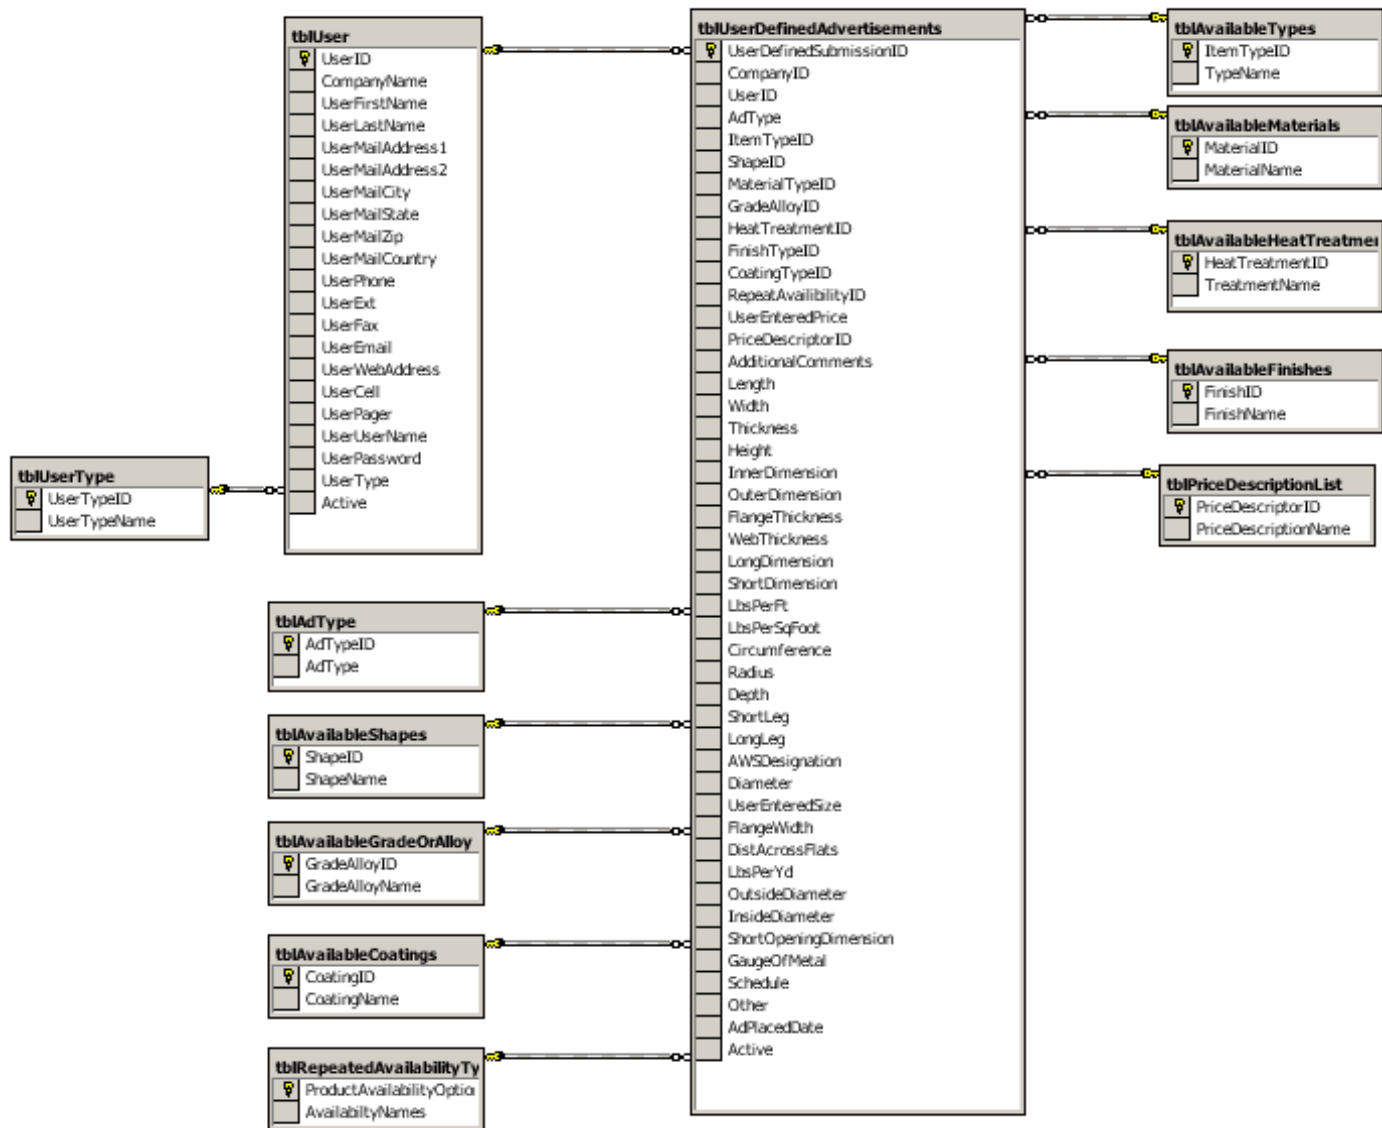 tblUser
UserID
CompanyName
UserFirstName
UserLastName
UserMailAddress1
UserMailAddress2
UserMailCity
UserMailState
UserMailZip
UserMailCountry
UserPhone
UserExt
UserFax
UserEmail
UserWebAddress
UserCell
UserPager
UserUserName
UserPassword
UserType
Active
tblUserType
UserTypeID
UserTypeName
tblAdType
AdTypeID
AdType
tblAvailableShapes
ShapeID
ShapeName
tblAvailableGradeOrAlloy
GradeAlloyID
GradeAlloyName
tblAvailableCoatings
CoatingID
CoatingName
tblRepeatedAvailabilityTy
ProductAvailabilityOption
AvailabiltyNames
tblUserDefinedAdvertisements
UserDefinedSubmissionID
CompanyID
UserID
AdType
ItemTypeID
ShapeID
MaterialTypeID
GradeAlloyID
HeatTreatmentID
FinishTypeID
CoatingTypeID
RepeatAvailibilityID
UserEnteredPrice
PriceDescriptorID
AdditionalComments
Length
Width
Thickness
Height
InnerDimension
OuterDimension
FlangeThickness
WebThickness
LongDimension
ShortDimension
LbsPerFt
LbsPerSqFoot
Circumference
Radius
Depth
ShortLeg
LongLeg
AWSDesignation
Diameter
UserEnteredSize
FlangeWidth
DistAcrossFlats
LbsPerYd
OutsideDiameter
InsideDiameter
ShortOpeningDimension
GaugeOfMetal
Schedule
Other
AdPlacedDate
Active
tblAvailableTypes
ItemTypeID
TypeName
tblAvailableMaterials
MaterialID
MaterialName
tblAvailableHeatTreatmen
HeatTreatmentID
TreatmentName
tblAvailableFinishes
FinishID
FinishName
tblPriceDescriptionList
PriceDescriptorID
PriceDescriptionName